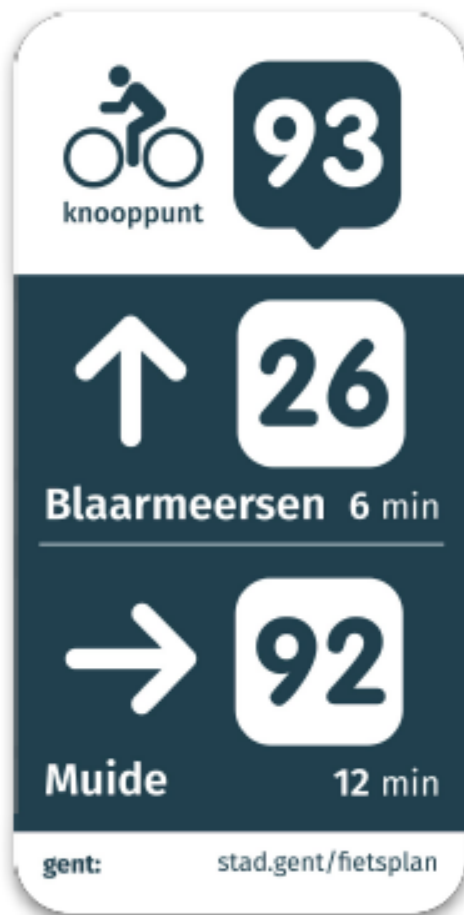 93
knooppunt
26
Blaarmeersen 6 min
92
Muide 12 min
gent: stad.gent/fietsplan